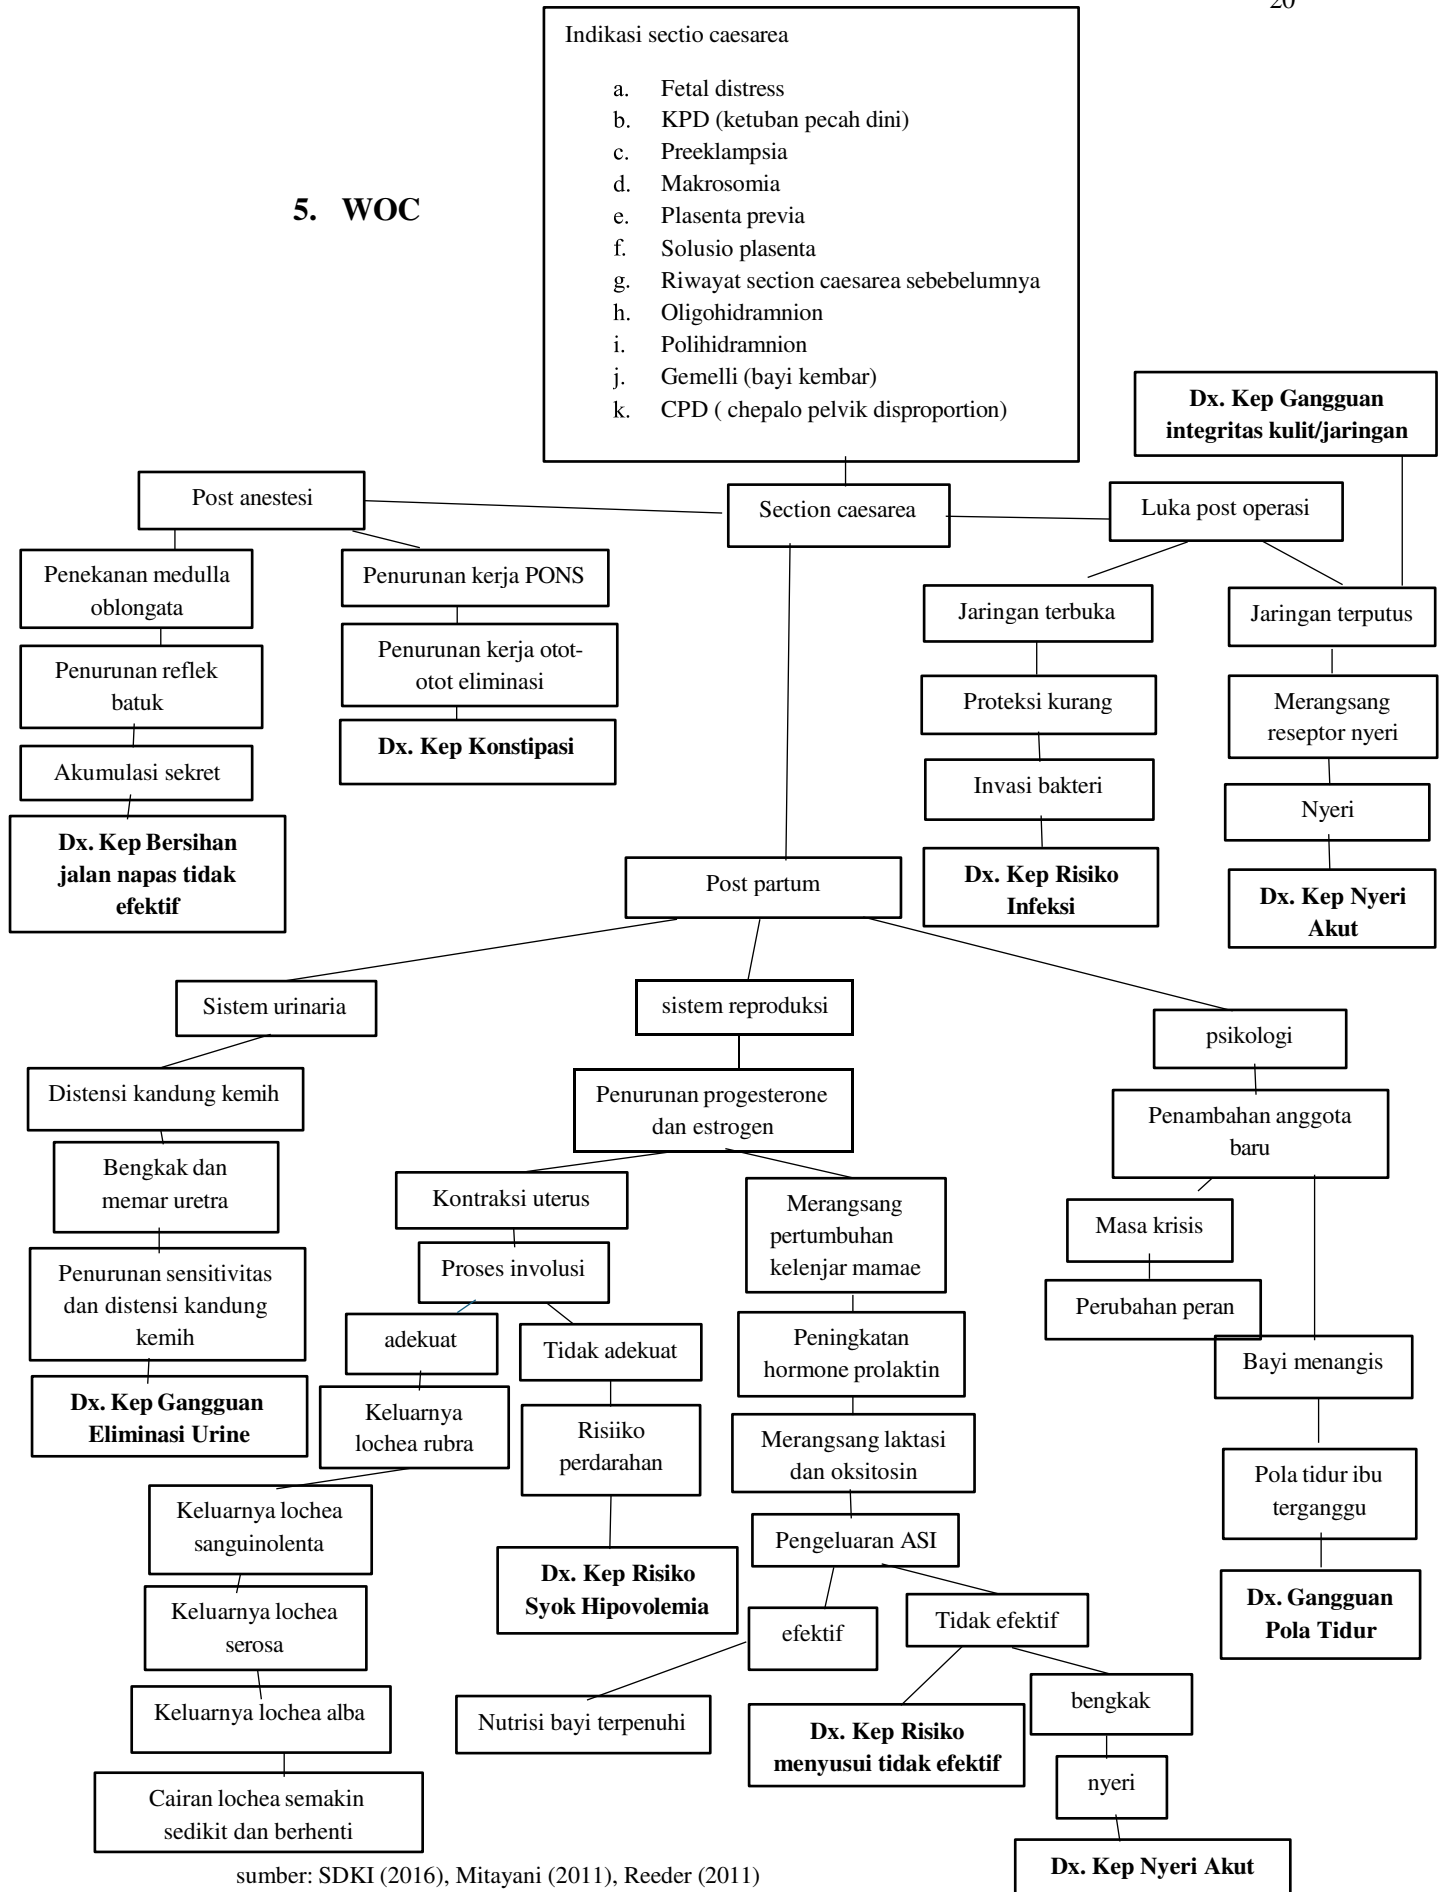 20
Indikasi sectio caesarea
a. Fetal distress
b. KPD (ketuban pecah dini)
c. Preeklampsia
d. Makrosomia
e. Plasenta previa
f. Solusio plasenta
g. Riwayat section caesarea sebebelumnya
h. Oligohidramnion
i. Polihidramnion
j. Gemelli (bayi kembar)
k. CPD ( chepalo pelvik disproportion)
5. WOC
Dx. Kep Gangguan
integritas kulit/jaringan
Post anestesi
Section caesarea
Luka post operasi
Penekanan medulla
oblongata
Penurunan reflek
batuk
Akumulasi sekret
Dx. Kep Bersihan
jalan napas tidak
efektif
Penurunan kerja PONS
Penurunan kerja otot-
otot eliminasi
Dx. Kep Konstipasi
Jaringan terbuka
Proteksi kurang
Invasi bakteri
Dx. Kep Risiko
Infeksi
Jaringan terputus
Merangsang
reseptor nyeri
Nyeri
Dx. Kep Nyeri
Akut
Post partum
Sistem urinaria
Distensi kandung kemih
Bengkak dan
memar uretra
Penurunan sensitivitas
dan distensi kandung
kemih
Dx. Kep Gangguan
Eliminasi Urine
sistem reproduksi
Penurunan progesterone
dan estrogen
Kontraksi uterus
Proses involusi
adekuat
Keluarnya
lochea rubra
Keluarnya lochea
sanguinolenta
Keluarnya lochea
serosa
Keluarnya lochea alba
Cairan lochea semakin
sedikit dan berhenti
Tidak adekuat
Risiiko
perdarahan
Dx. Kep Risiko
Syok Hipovolemia
Merangsang
pertumbuhan
kelenjar mamae
Peningkatan
hormone prolaktin
Merangsang laktasi
dan oksitosin
Pengeluaran ASI
efektif
Nutrisi bayi terpenuhi
Tidak efektif
Dx. Kep Risiko
menyusui tidak efektif
bengkak
nyeri
Dx. Kep Nyeri Akut
psikologi
Penambahan anggota
baru
Masa krisis
Perubahan peran
Bayi menangis
Pola tidur ibu
terganggu
Dx. Gangguan
Pola Tidur
sumber: SDKI (2016), Mitayani (2011), Reeder (2011)